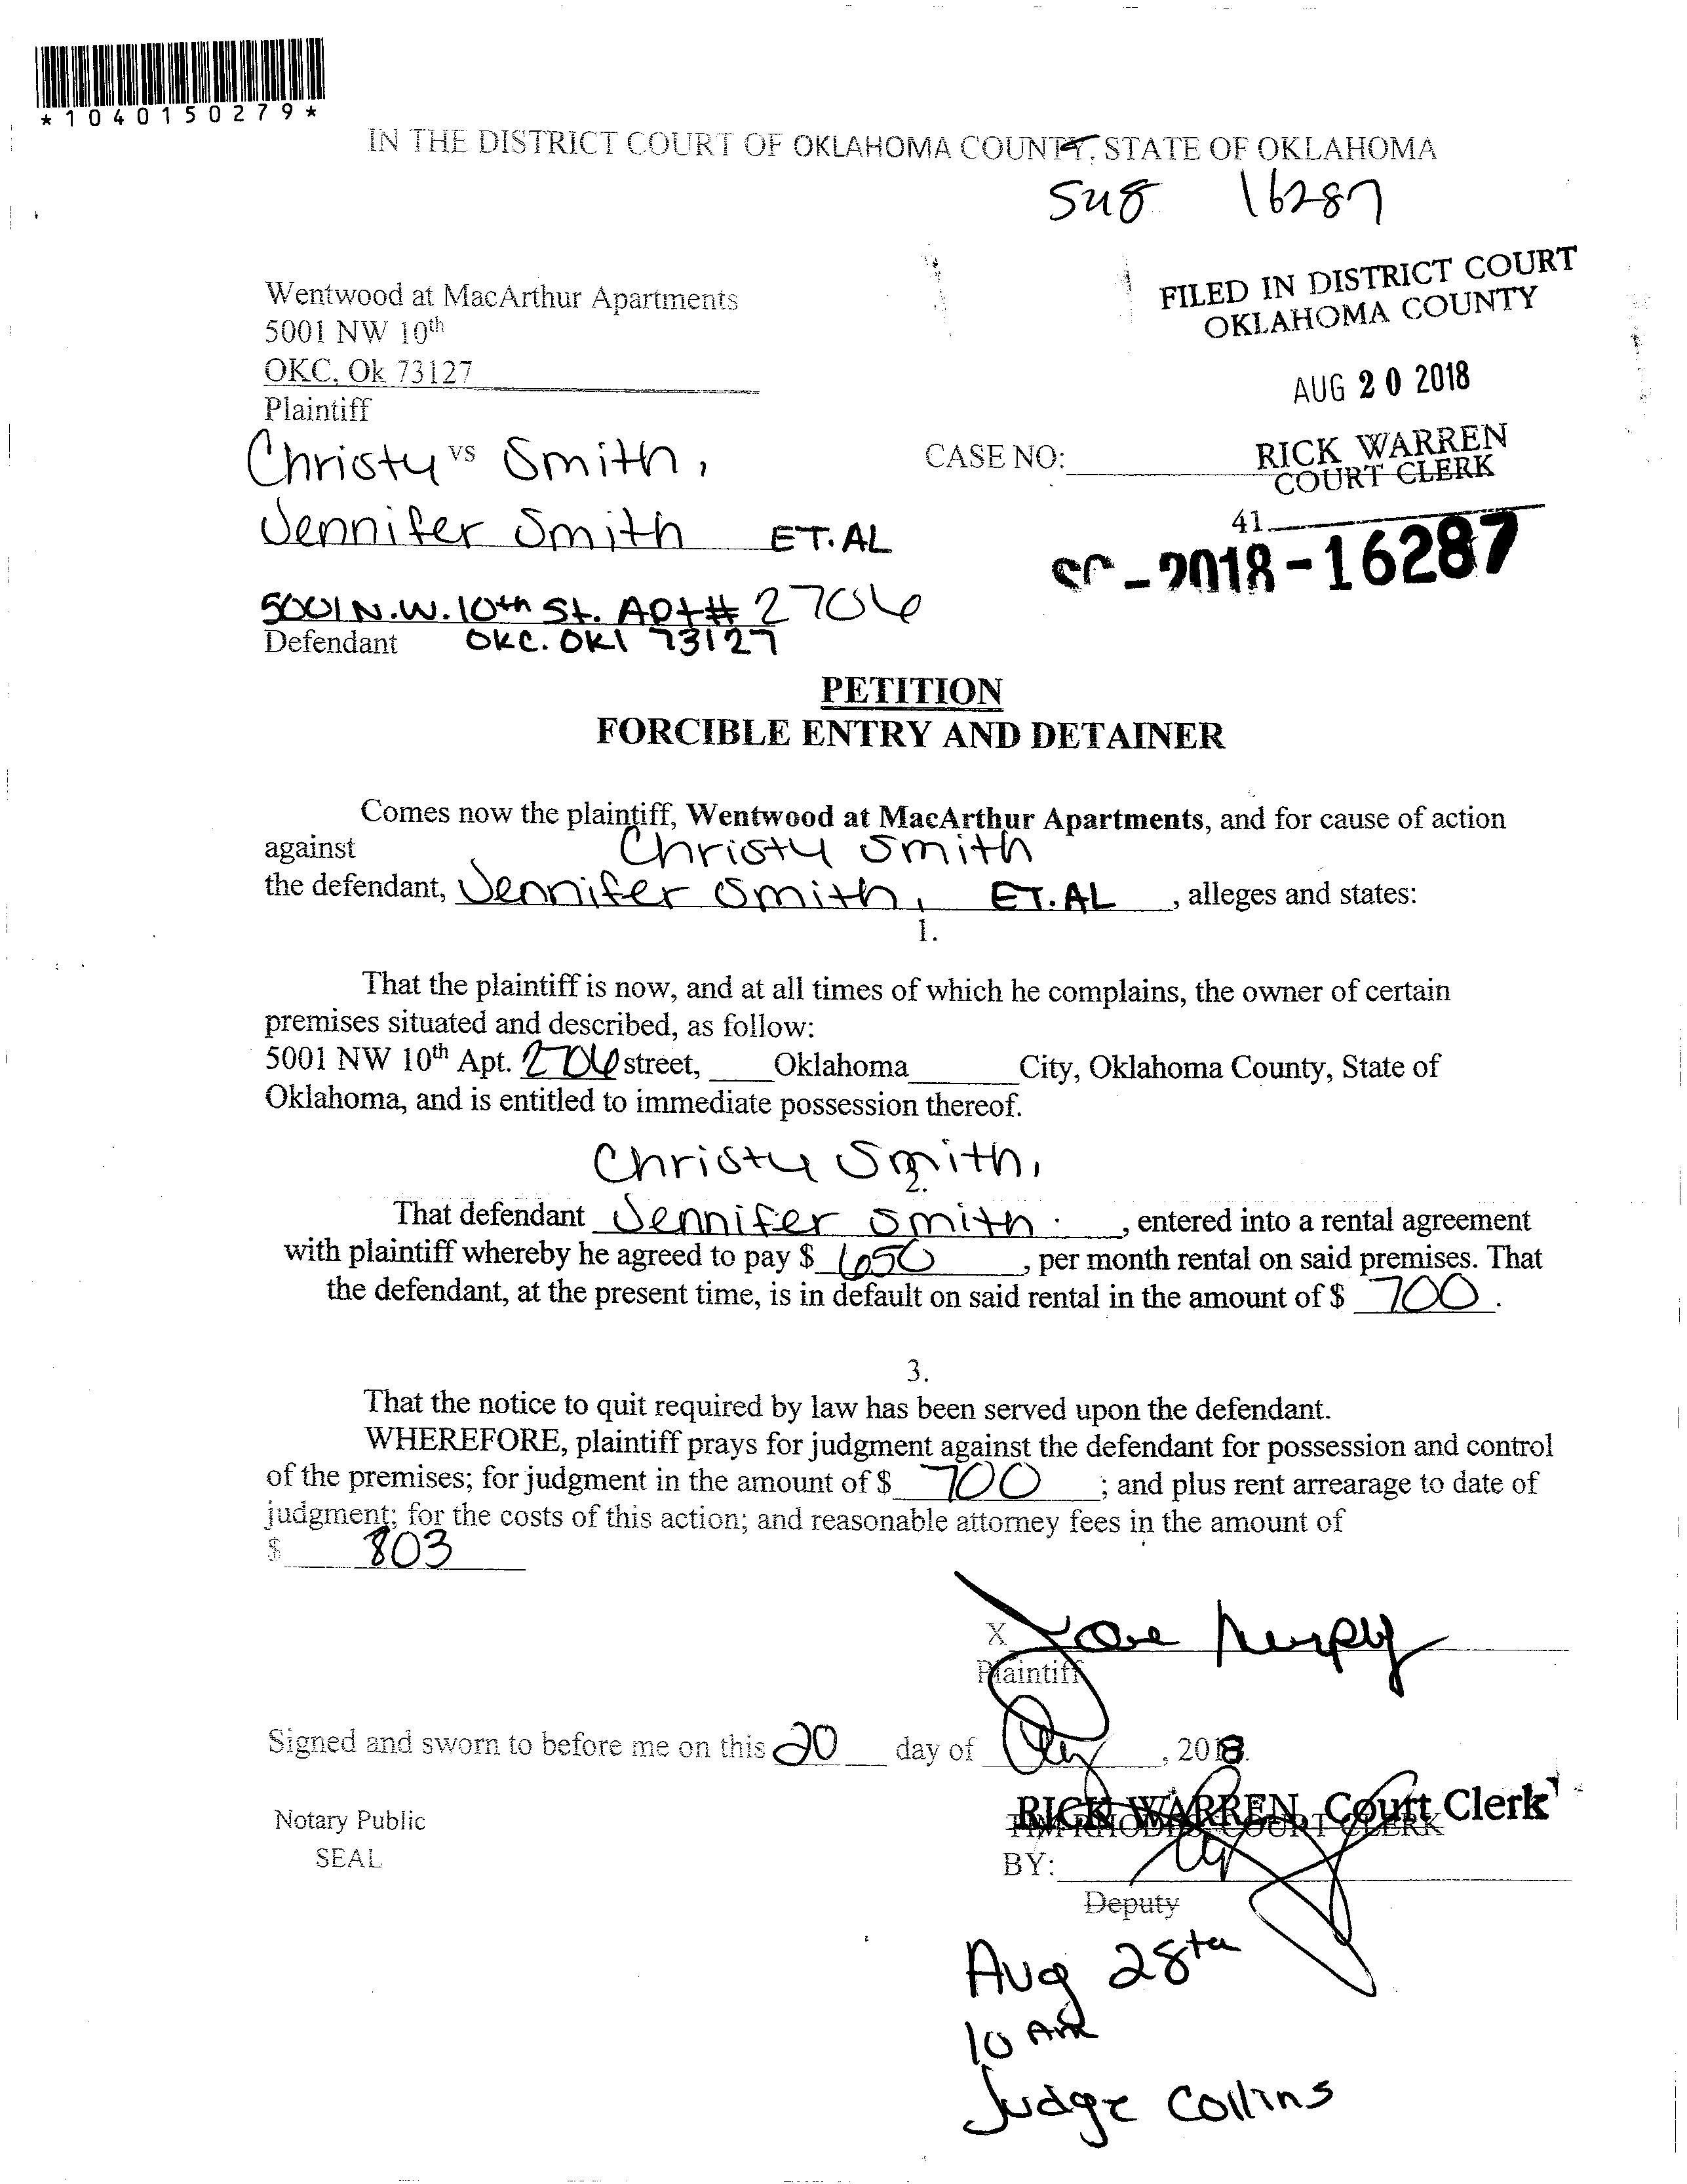 *1040150279*
IN THE DISTRICT COURT OF OKLAHOMA COUNTY, STATE OF OKLAHOMA
16287
Wentwood at MacArthur Apartments
5001 NW 10th
OKC, Ok 73127
Plaintiff
FILED IN DISTRICT COURT
OKLAHOMA COUNTY
AUG 20 2018
RICK WARREN
COURT CLERK
41
CASE NO:
SC-2018-16287
vs
Christy Smith,
Jennifer Smith ET.AL
5001 N.W. 10th St. Apt# 2706
Defendant OKC. OKl 73127
PETITION
FORCIBLE ENTRY AND DETAINER
Comes now the plaintiff, Wentwood at MacArthur Apartments, and for cause of action
against Christy Smith
the defendant, Jennifer Smith, ET.AL, alleges and states:
1.
That the plaintiff is now, and at all times of which he complains, the owner of certain
premises situated and described, as follow:
5001 NW 10th Apt. 2706 street, Oklahoma City, Oklahoma County, State of
Oklahoma, and is entitled to immediate possession thereof.
Christy Smith,
2.
That defendant Jennifer Smith, entered into a rental agreement
with plaintiff whereby he agreed to pay $ 650, per month rental on said premises. That
the defendant, at the present time, is in default on said rental in the amount of $ 700.
3.
That the notice to quit required by law has been served upon the defendant.
WHEREFORE, plaintiff prays for judgment against the defendant for possession and control
of the premises; for judgment in the amount of $ 700; and plus rent arrearage to date of
judgment; for the costs of this action; and reasonable attorney fees in the amount of
$ 803
X
Plaintiff
Signed and sworn to before me on this 20 day of Aug, 2018.
RICK WARREN, Court Clerk
TIM RHODES, COURT CLERK
Notary Public
SEAL
BY:
Deputy
Aug 28th
10 AM
Judge Collins